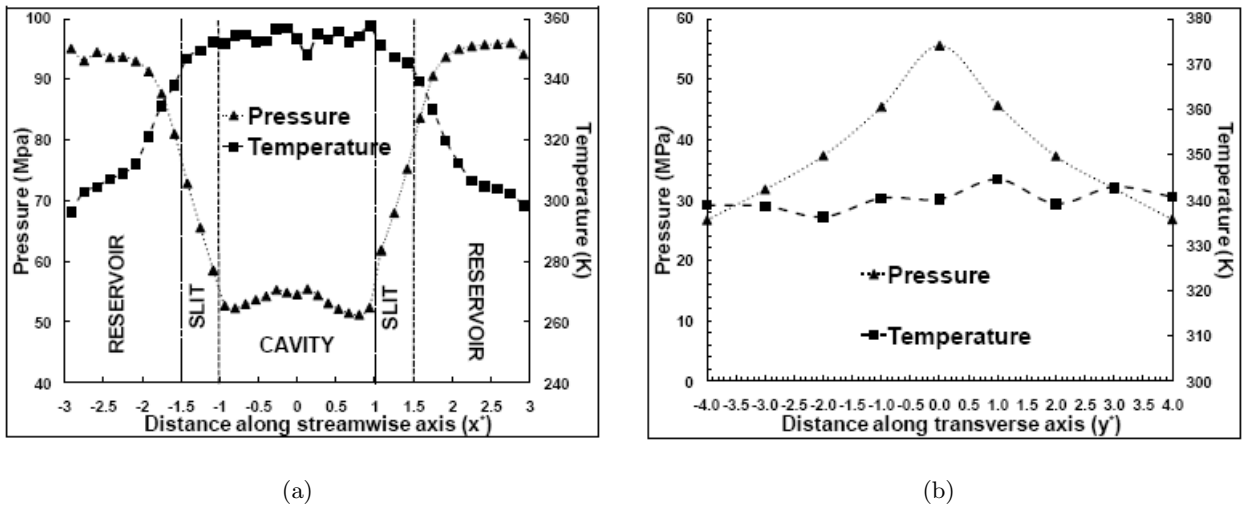 100
90
80
70
60
50
40
360
340
320
300
280
260
240
Pressure (Mpa)
Temperature (K)
Pressure
Temperature
RESERVOIR
SLIT
CAVITY
SLIT
RESERVOIR
-3 -2.5 -2 -1.5 -1 -0.5 0 0.5 1 1.5 2 2.5 3
Distance along streamwise axis (x*)
(a)
60
50
40
30
20
10
0
380
370
360
350
340
330
320
310
300
Pressure (MPa)
Temperature (K)
Pressure
Temperature
-4.0 -3.5 -3.0 -2.5 -2.0 -1.5 -1.0 -0.5 0.0 0.5 1.0 1.5 2.0 2.5 3.0 3.5 4.0
Distance along transverse axis (y*)
(b)